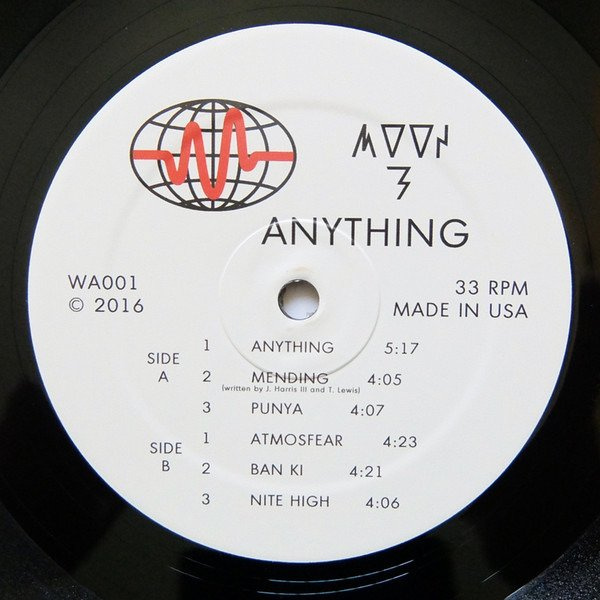 MOON
3
ANYTHING
WA001
© 2016
33 RPM
MADE IN USA
SIDE A
1 ANYTHING 5:17
2 MENDING 4:05
(written by J. Harris III and T. Lewis)
3 PUNYA 4:07
SIDE B
1 ATMOSFEAR 4:23
2 BAN KI 4:21
3 NITE HIGH 4:06